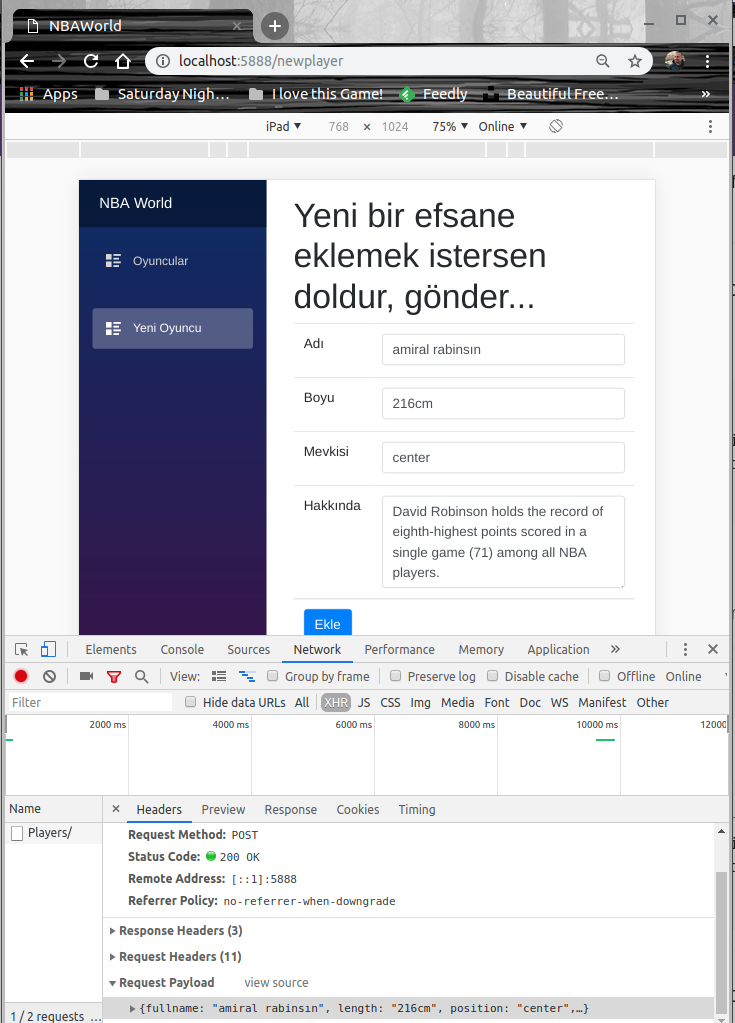 NBAWorld
localhost:5888/newplayer
Apps Saturday Nigh... I love this Game! Feedly Beautiful Free... »
iPad 768 × 1024 75% Online
NBA World
Oyuncular
Yeni Oyuncu
Yeni bir efsane
eklemek istersen
doldur, gönder...
Adı amiral rabinsın
Boyu 216cm
Mevkisi center
Hakkında David Robinson holds the record of
eighth-highest points scored in a
single game (71) among all NBA
players.
Ekle
Elements Console Sources Network Performance Memory Application »
View: Group by frame Preserve log Disable cache Offline Online
Filter Hide data URLs All XHR JS CSS Img Media Font Doc WS Manifest Other
2000 ms 4000 ms 6000 ms 8000 ms 10000 ms 12000
Name × Headers Preview Response Cookies Timing
Players/
Request Method: POST
Status Code: 200 OK
Remote Address: [::1]:5888
Referrer Policy: no-referrer-when-downgrade
Response Headers (3)
Request Headers (11)
Request Payload view source
{fullname: "amiral rabinsın", length: "216cm", position: "center",…}
1 / 2 requests ...